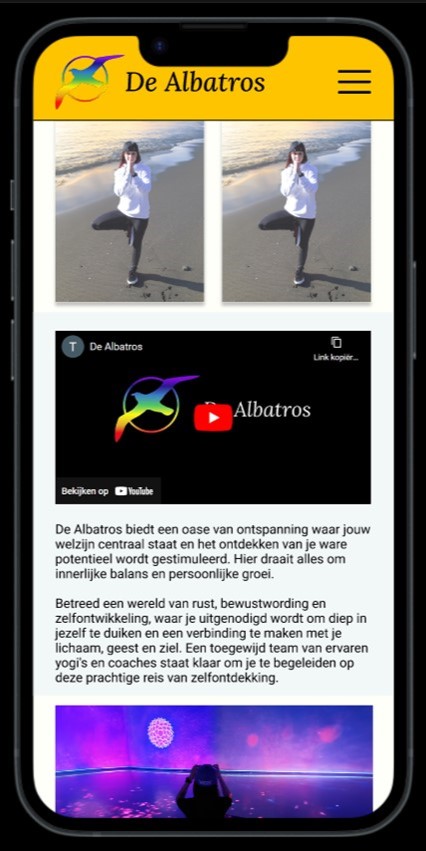 De Albatros
T De Albatros
Link kopiër...
Albatros
Bekijken op YouTube
De Albatros biedt een oase van ontspanning waar jouw
welzijn centraal staat en het ontdekken van je ware
potentieel wordt gestimuleerd. Hier draait alles om
innerlijke balans en persoonlijke groei.
Betreed een wereld van rust, bewustwording en
zelfontwikkeling, waar je uitgenodigd wordt om diep in
jezelf te duiken en een verbinding te maken met je
lichaam, geest en ziel. Een toegewijd team van ervaren
yogi's en coaches staat klaar om je te begeleiden op
deze prachtige reis van zelfontdekking.